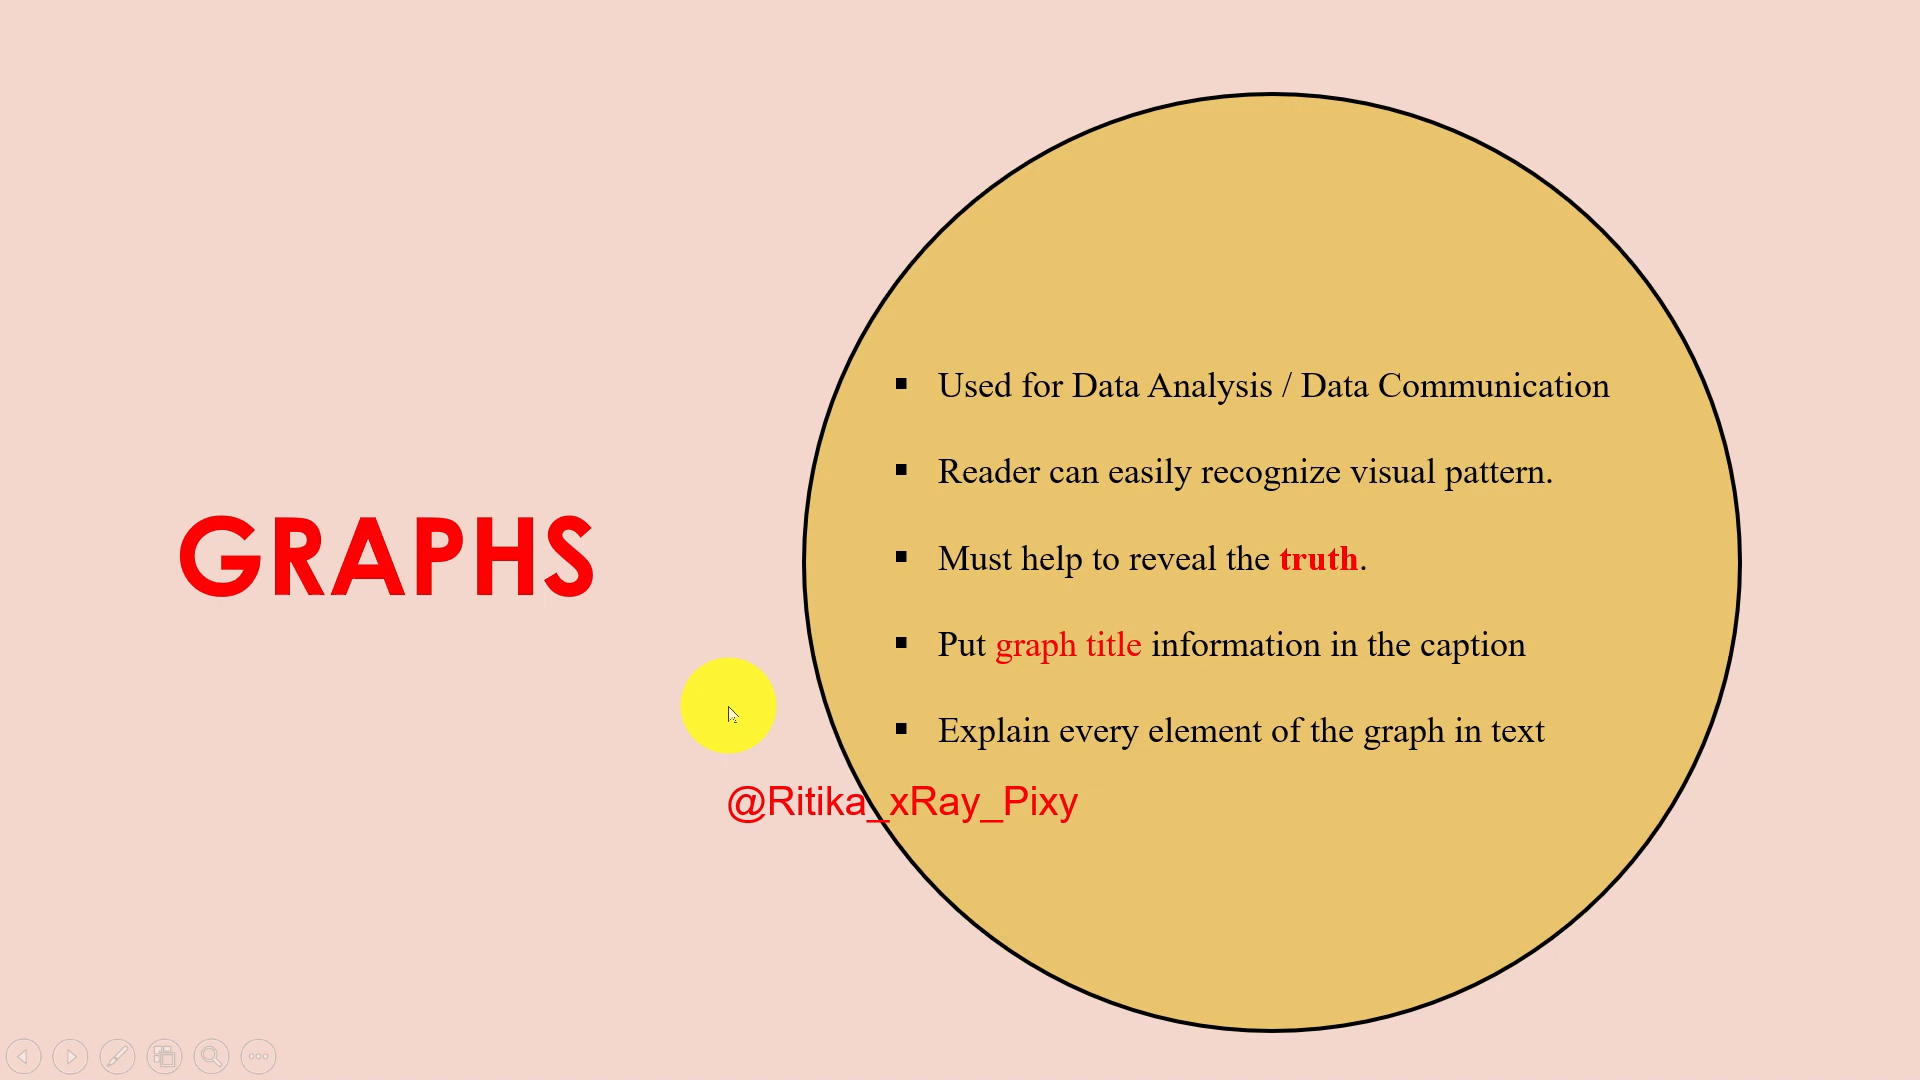 GRAPHS
▪ Used for Data Analysis / Data Communication
▪ Reader can easily recognize visual pattern.
▪ Must help to reveal the truth.
▪ Put graph title information in the caption
▪ Explain every element of the graph in text
@Ritika_xRay_Pixy